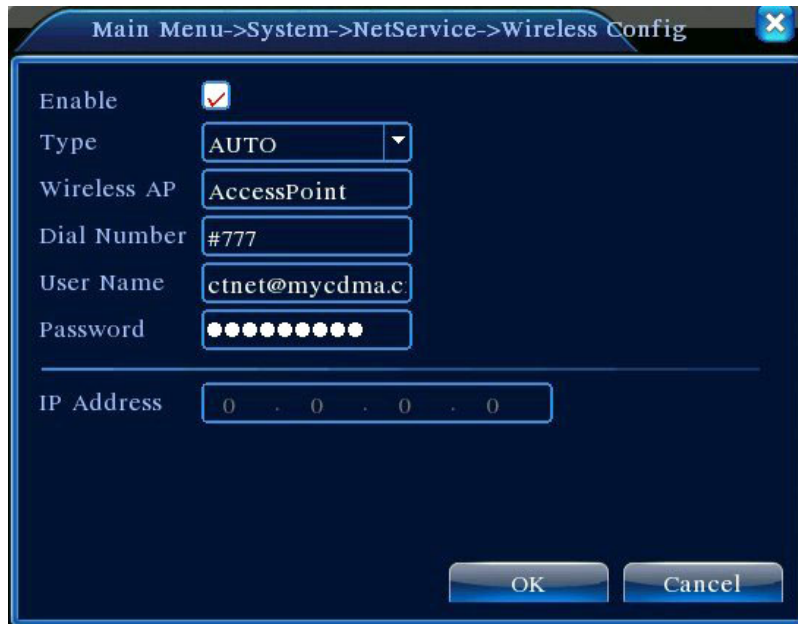 Main Menu->System->NetService->Wireless Config
Enable
Type AUTO
Wireless AP AccessPoint
Dial Number #777
User Name ctnet@mycdma.c
Password ●●●●●●●●●
IP Address 0 . 0 . 0 . 0
OK Cancel